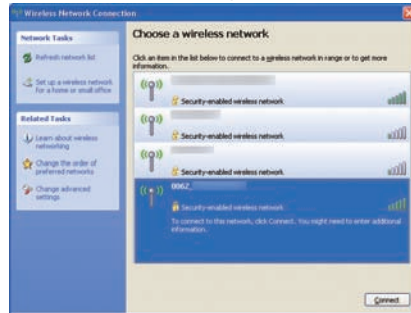 Wireless Network Connection
Network Tasks
Refresh network list
Set up a wireless network
for a home or small office
Related Tasks
Learn about wireless
networking
Change the order of
preferred networks
Change advanced
settings
Choose a wireless network
Click an item in the list below to connect to a wireless network in range or to get more
information.
Security-enabled wireless network
Security-enabled wireless network
Security-enabled wireless network
0062_
Security-enabled wireless network
To connect to this network, click Connect. You might need to enter additional
information.
Connect